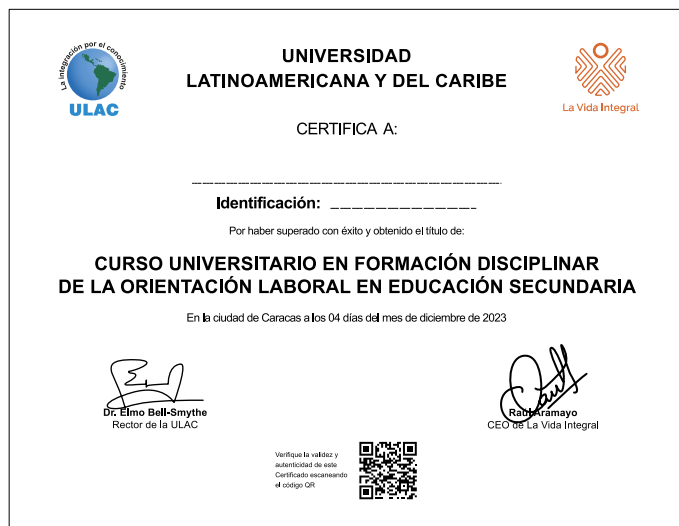 La integración por el conocimiento
ULAC
UNIVERSIDAD
LATINOAMERICANA Y DEL CARIBE
La Vida Integral
CERTIFICA A:
Identificación:
Por haber superado con éxito y obtenido el título de:
CURSO UNIVERSITARIO EN FORMACIÓN DISCIPLINAR
DE LA ORIENTACIÓN LABORAL EN EDUCACIÓN SECUNDARIA
En la ciudad de Caracas a los 04 días del mes de diciembre de 2023
Dr. Elmo Bell-Smythe
Rector de la ULAC
Raúl Aramayo
CEO de La Vida Integral
Verifique la validez y
autenticidad de este
Certificado escaneando
el código QR